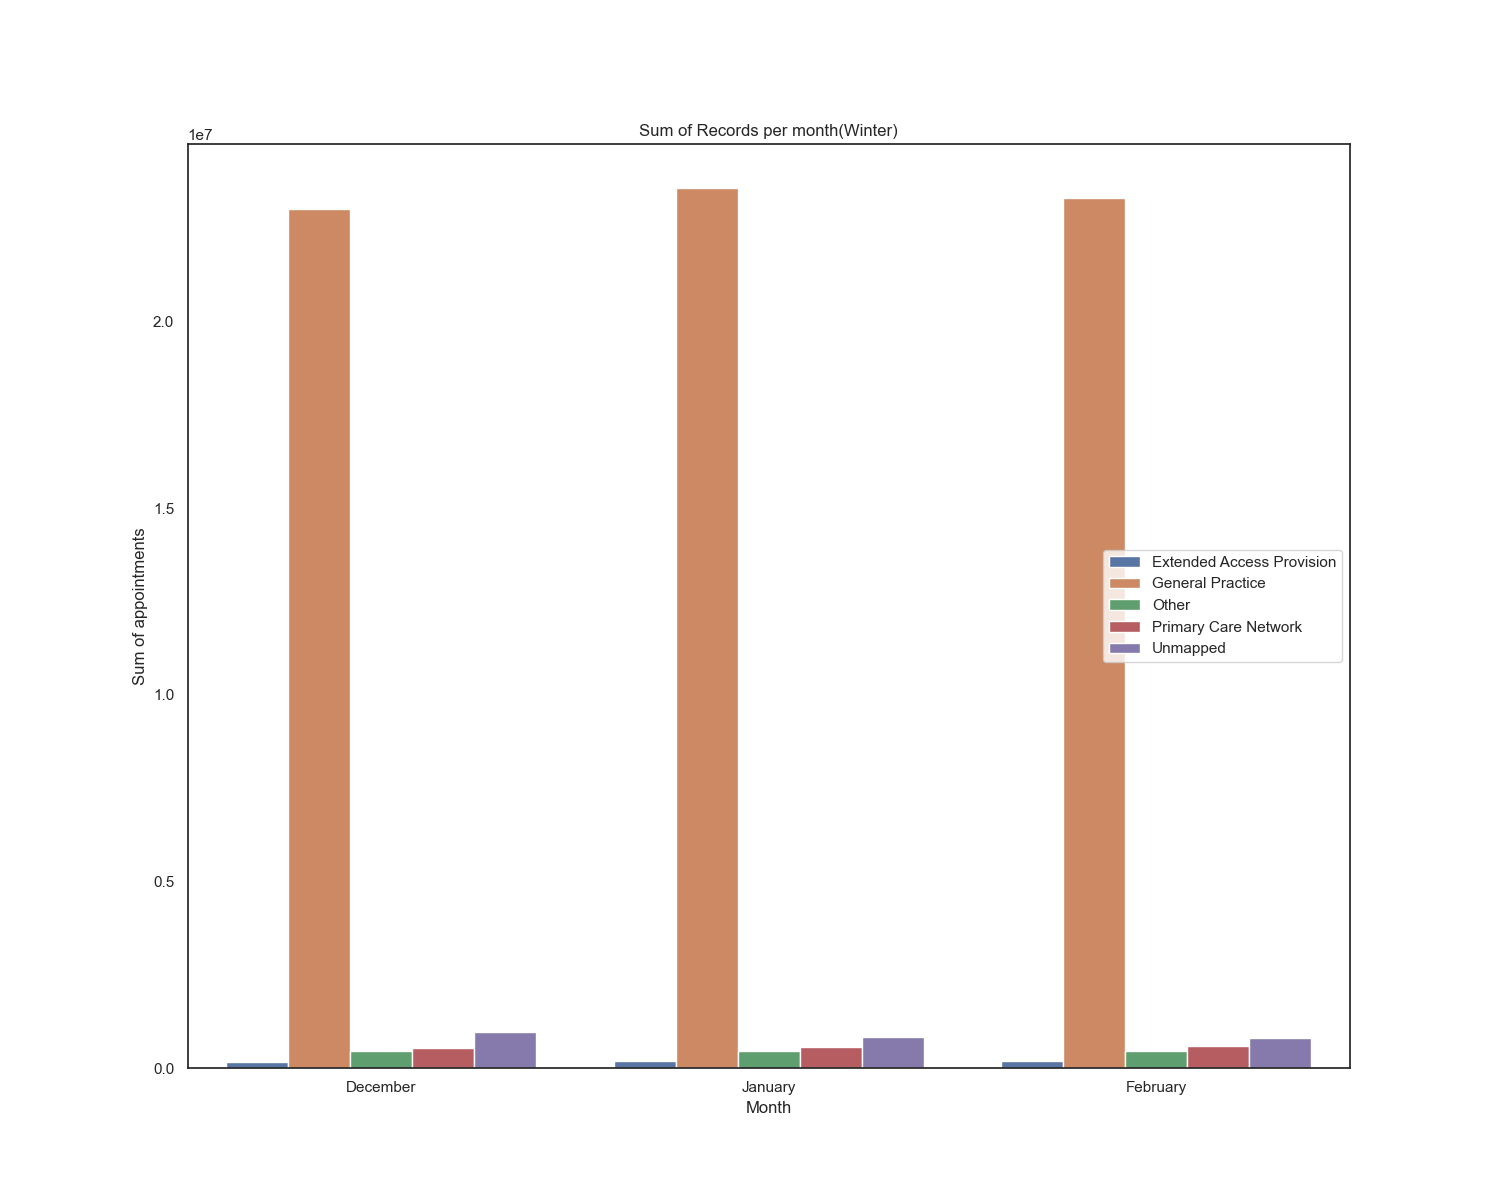 Sum of Records per month(Winter)
1e7
2.0
1.5
1.0
0.5
0.0
Sum of appointments
Extended Access Provision
General Practice
Other
Primary Care Network
Unmapped
December
January
February
Month